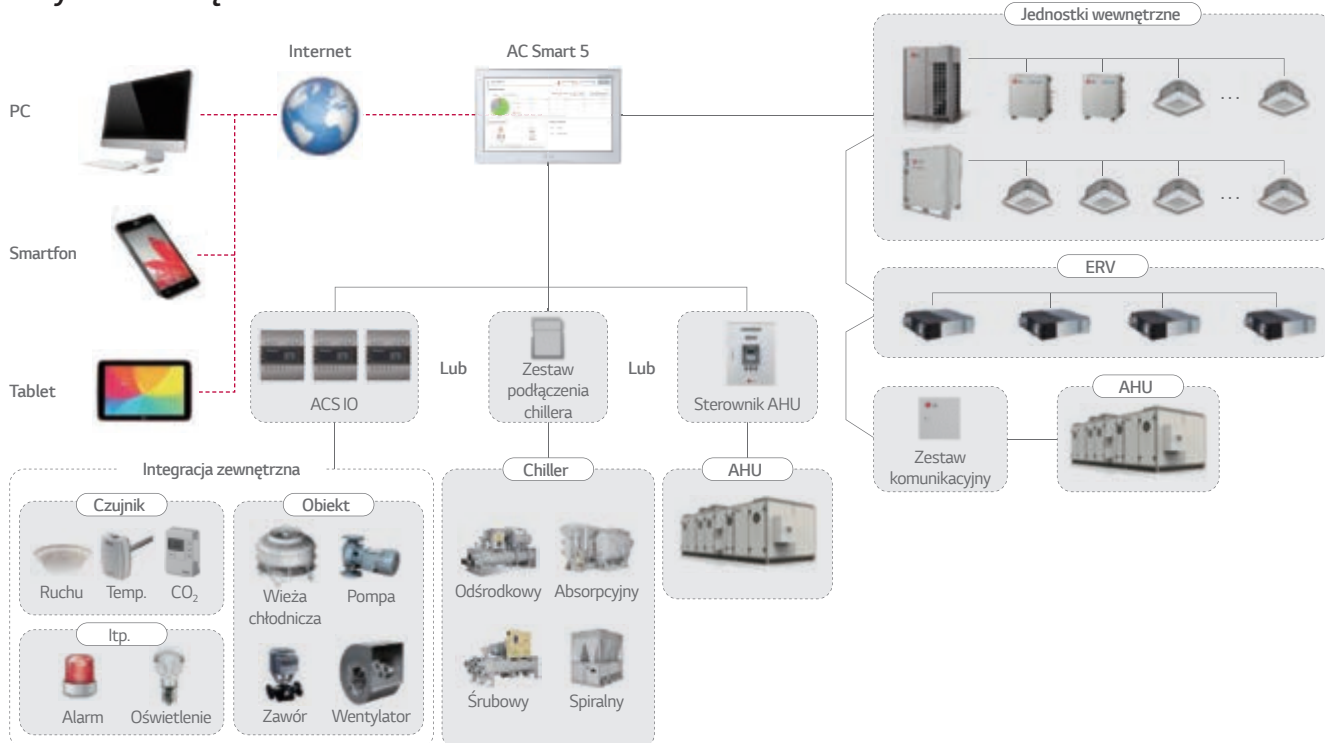 Jednostki wewnętrzne
Internet
AC Smart 5
PC
...
...
Smartfon
ERV
Tablet
ACS IO
Lub
Zestaw
podłączenia
chillera
Lub
Sterownik AHU
AHU
Zestaw
komunikacyjny
Integracja zewnętrzna
Chiller
AHU
Czujnik
Obiekt
Ruchu
Temp.
CO₂
Wieża
chłodnicza
Pompa
Odśrodkowy
Absorpcyjny
Itp.
Alarm
Oświetlenie
Zawór
Wentylator
Śrubowy
Spiralny